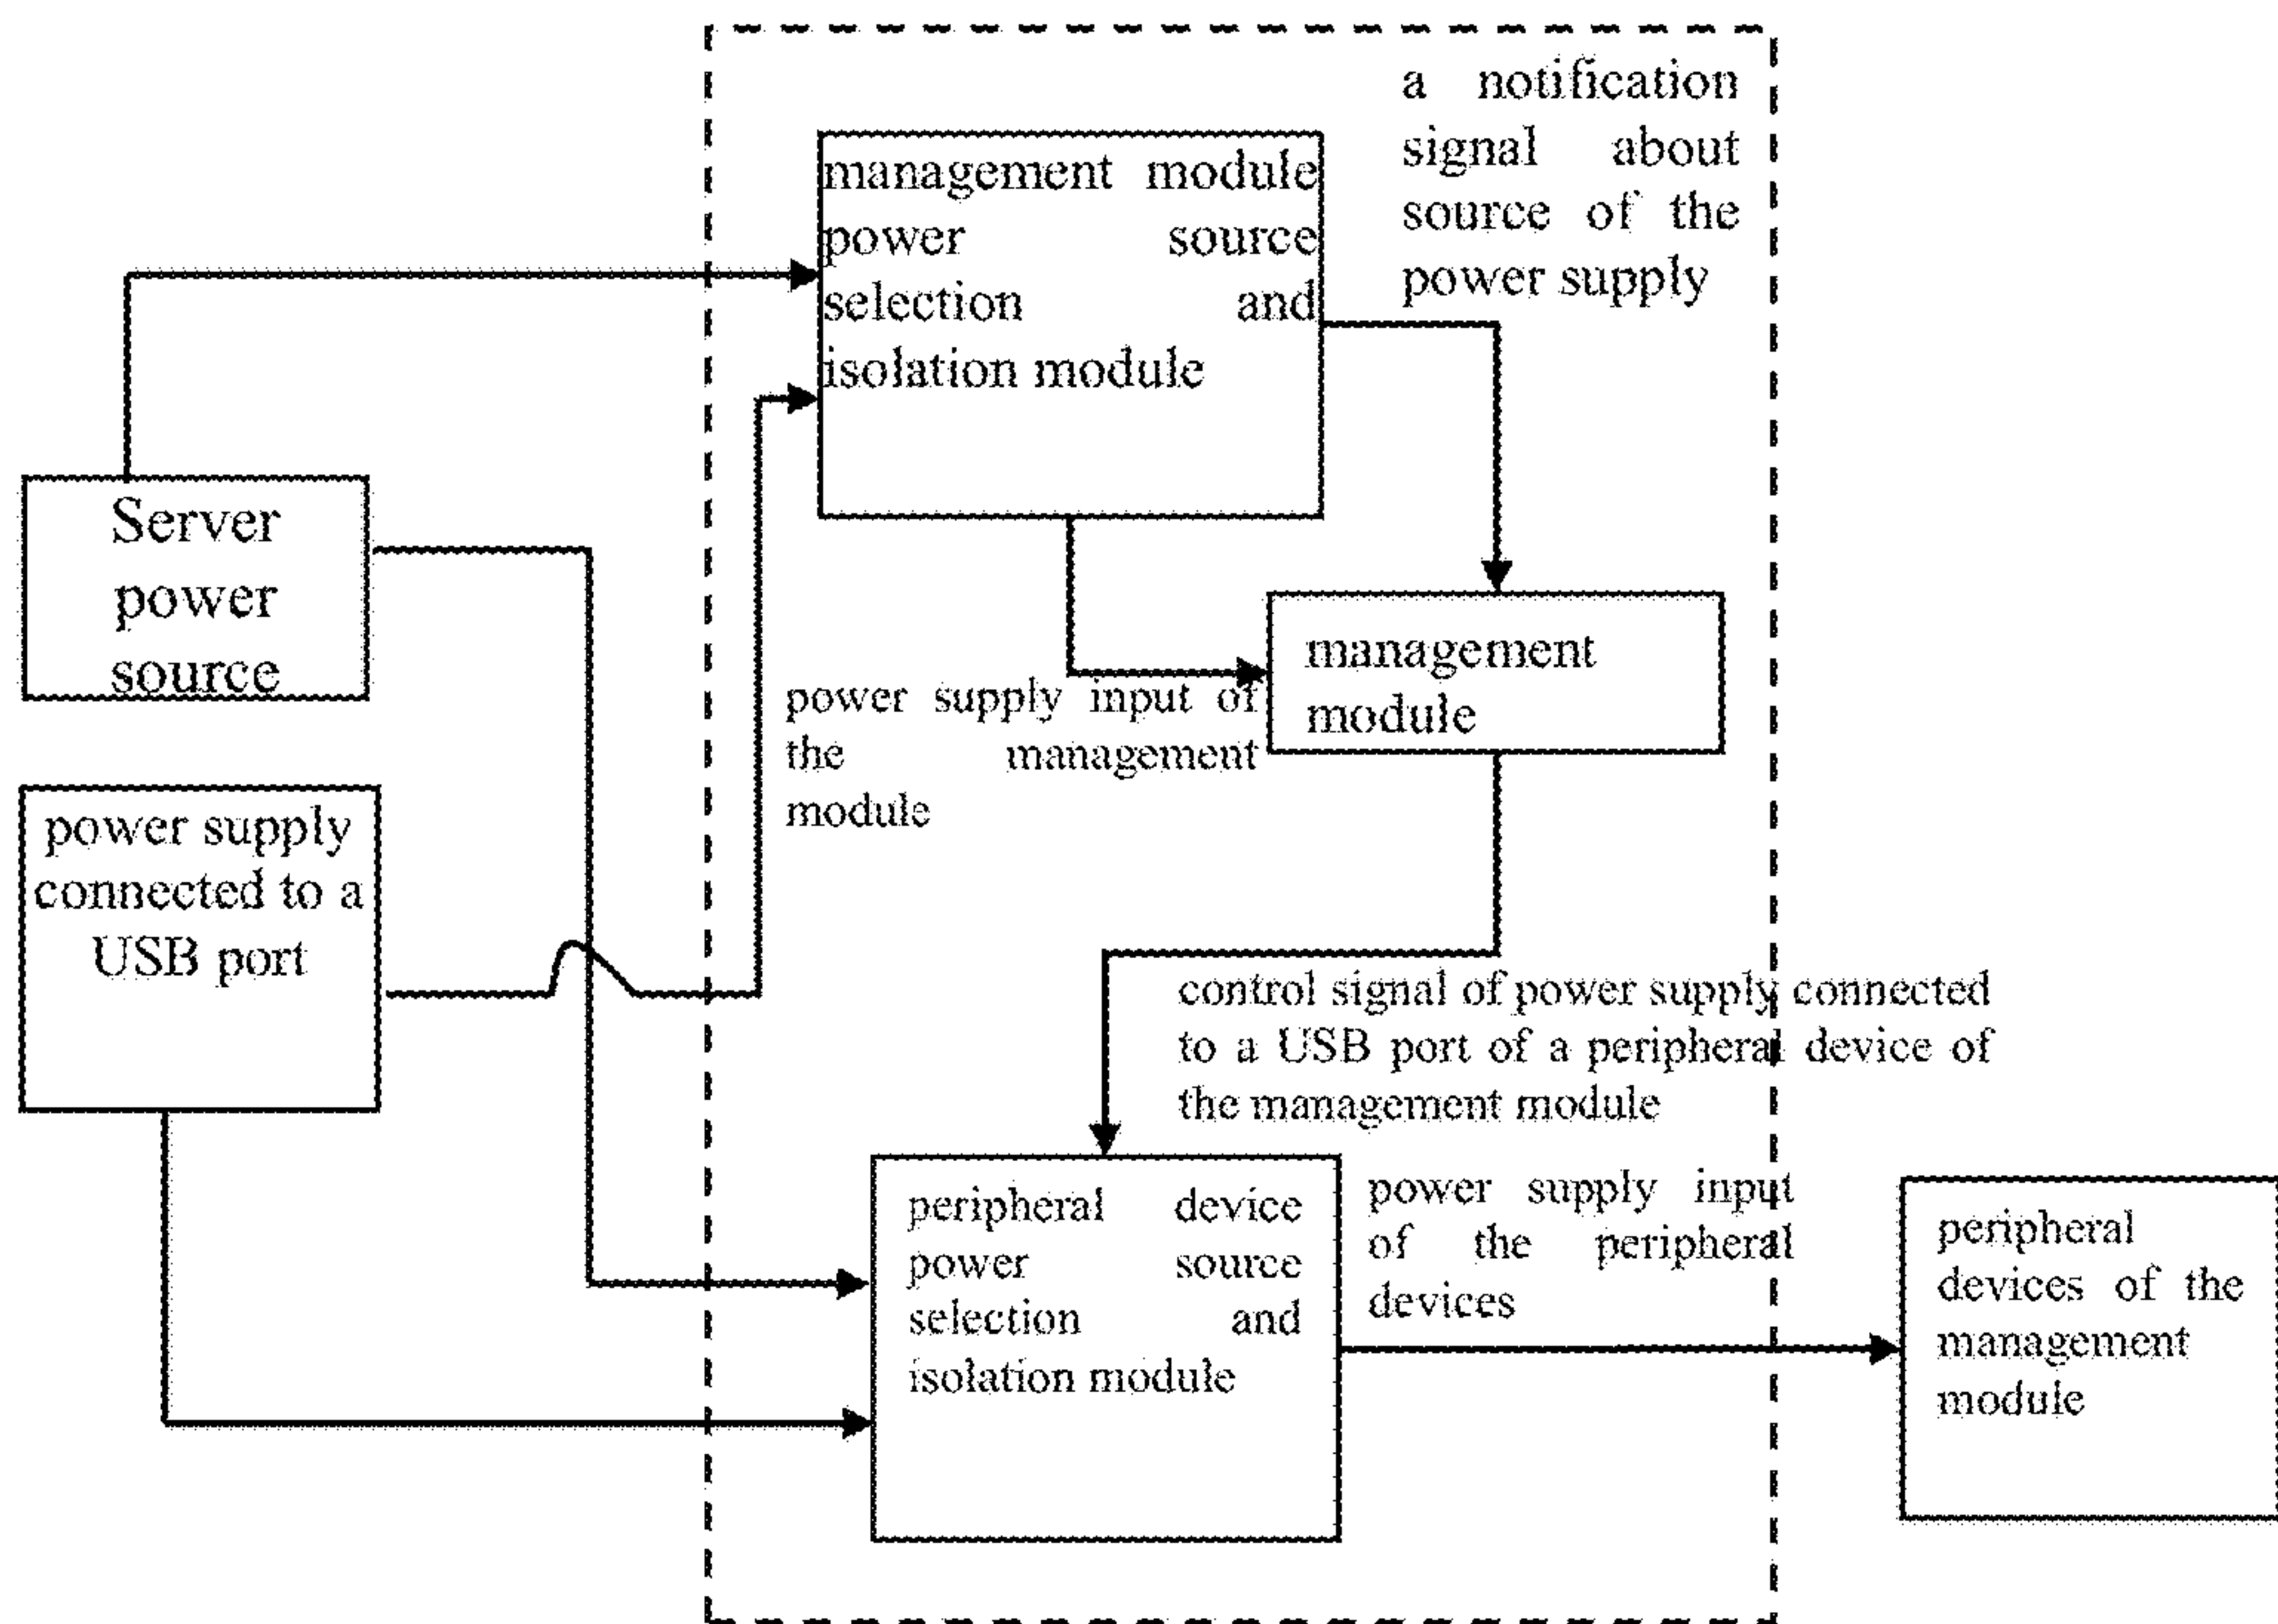 a notification
signal about
source of the
power supply
management module
power source
selection and
isolation module
Server
power
source
management
module
power supply input of
the management
module
power supply
connected to a
USB port
control signal of power supply connected
to a USB port of a peripheral device of
the management module
peripheral device
power source
selection and
isolation module
power supply input
of the peripheral
devices
peripheral
devices of the
management
module